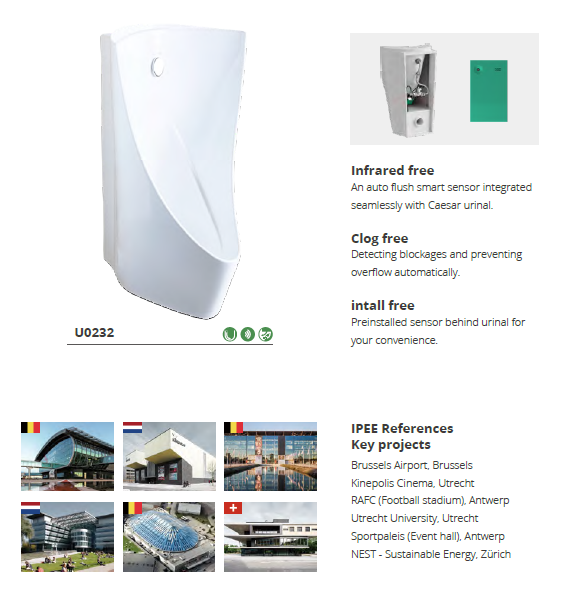 Infrared free
An auto flush smart sensor integrated
seamlessly with Caesar urinal.
Clog free
Detecting blockages and preventing
overflow automatically.
intall free
Preinstalled sensor behind urinal for
your convenience.
U0232
IPEE References
Key projects
Brussels Airport, Brussels
Kinepolis Cinema, Utrecht
RAFC (Football stadium), Antwerp
Utrecht University, Utrecht
Sportpaleis (Event hall), Antwerp
NEST - Sustainable Energy, Zürich